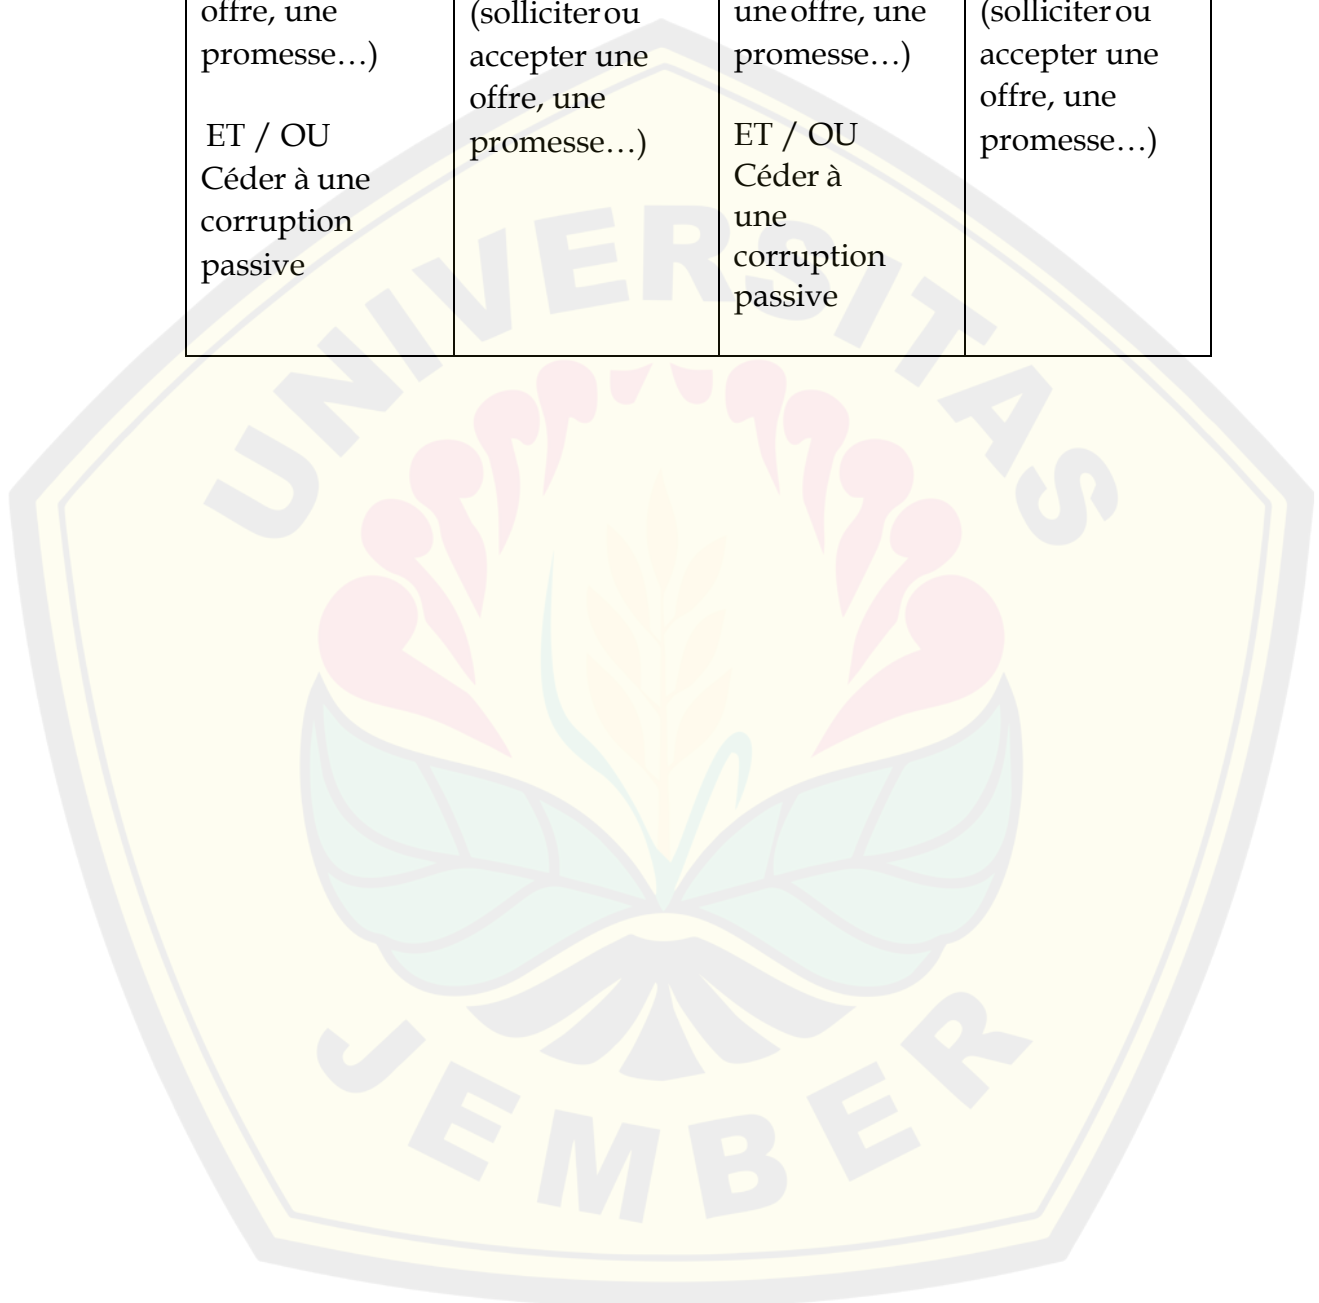 offre, une
promesse…)
ET / OU
Céder à une
corruption
passive
(solliciter ou
accepter une
offre, une
promesse…)
une offre, une
promesse…)
ET / OU
Céder à
une
corruption
passive
(solliciter ou
accepter une
offre, une
promesse…)
UNIVERSITAS
JEMBER